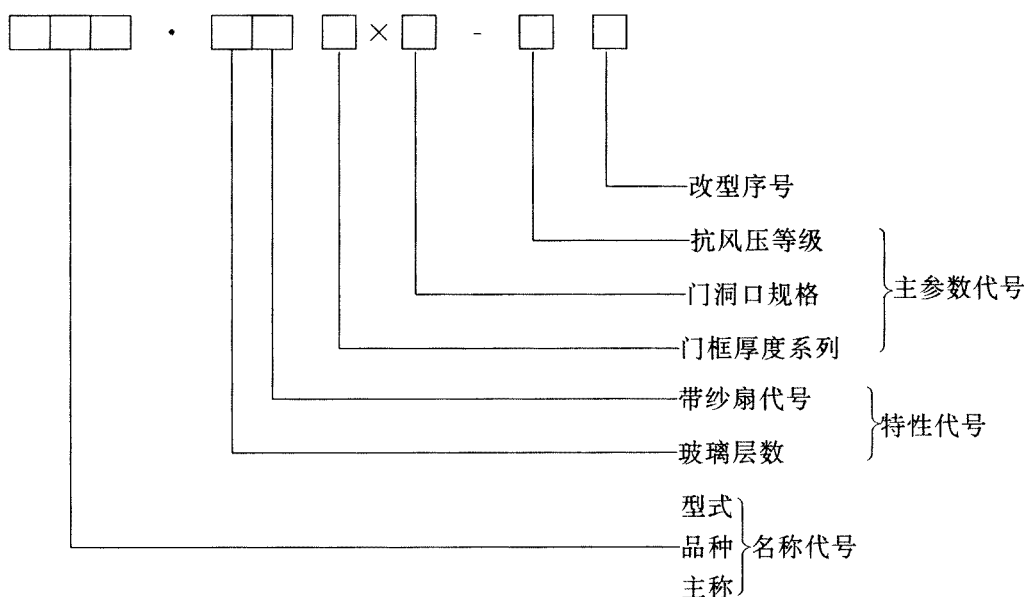 · × -
改型序号
抗风压等级
门洞口规格
主参数代号
门框厚度系列
带纱扇代号
特性代号
玻璃层数
型式
品种
名称代号
主称